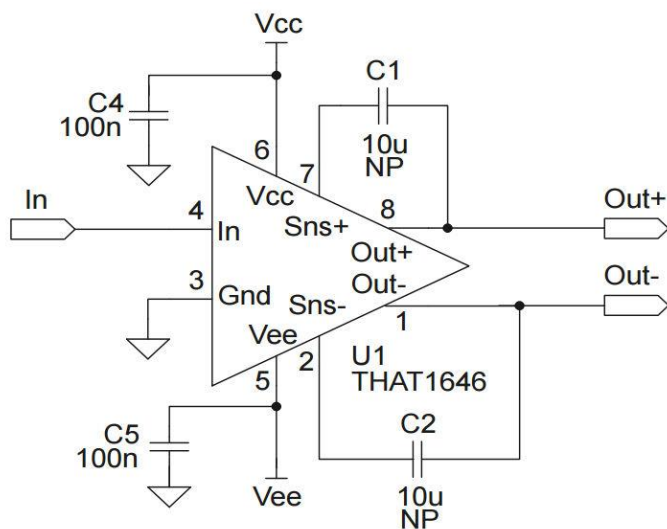 Vcc
C4
100n
C1
10u
NP
6
7
Vcc
In
4
In
Sns+
8
Out+
Out+
3
Gnd
Out-
Out-
Sns-
1
Vee
2
U1
THAT1646
5
C5
100n
C2
Vee
10u
NP